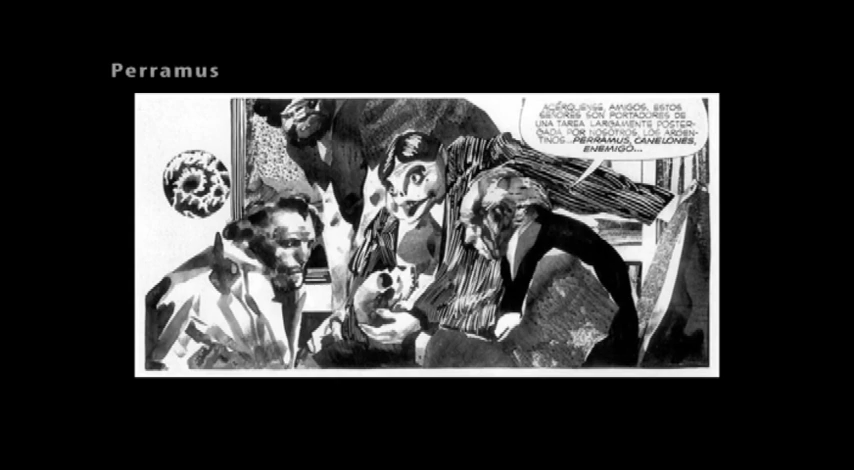 Perramus
ACÉRQUENSE, AMIGOS. ESTOS
SEÑORES SON PORTADORES DE
UNA TAREA LARGAMENTE POSTER-
GADA POR NOSOTROS, LOS ARGEN-
TINOS...PERRAMUS, CANELONES,
ENEMIGO...